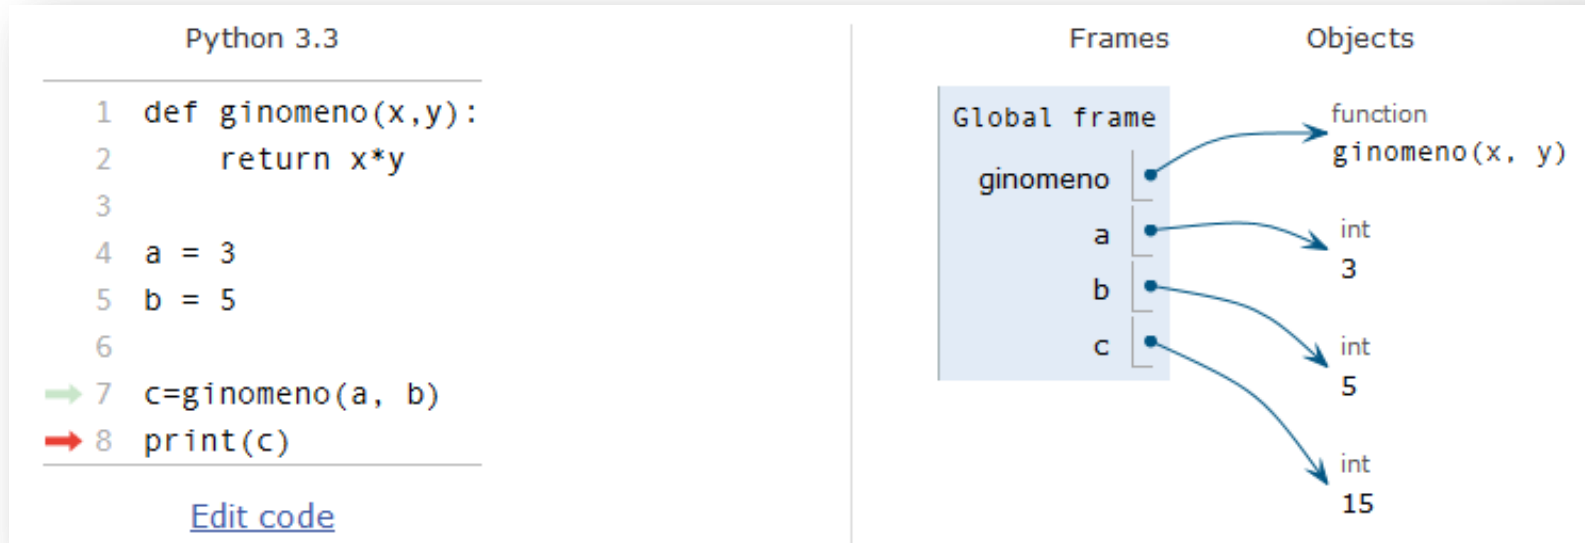 Python 3.3
1 def ginomeno(x,y):
2     return x*y
3
4 a = 3
5 b = 5
6
7 c=ginomeno(a, b)
8 print(c)
Edit code
Frames
Objects
Global frame
ginomeno
a
b
c
function
ginomeno(x, y)
int
3
int
5
int
15